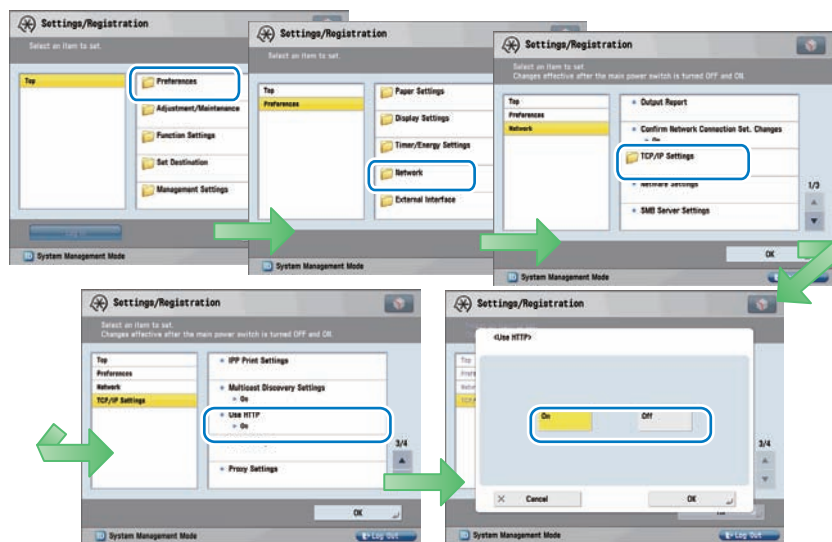 Settings/Registration
Select an item to set.
Top
Preferences
Adjustment/Maintenance
Function Settings
Set Destination
Management Settings
Log In
System Management Mode
Settings/Registration
Select an item to set.
Top
Preferences
Paper Settings
Display Settings
Timer/Energy Settings
Network
External Interface
System Management Mode
Settings/Registration
Select an item to set.
Changes effective after the main power switch is turned OFF and ON.
Top
Preferences
Network
Output Report
Confirm Network Connection Set. Changes
On
TCP/IP Settings
NetWare Settings
SMB Server Settings
1/3
OK
System Management Mode
Settings/Registration
Select an item to set.
Changes effective after the main power switch is turned OFF and ON.
Top
Preferences
Network
TCP/IP Settings
IPP Print Settings
Multicast Discovery Settings
On
Use HTTP
On
Proxy Settings
3/4
OK
System Management Mode
Log Out
Settings/Registration
<Use HTTP>
Top
On
Off
3/4
Cancel
OK
System Management Mode
Log Out